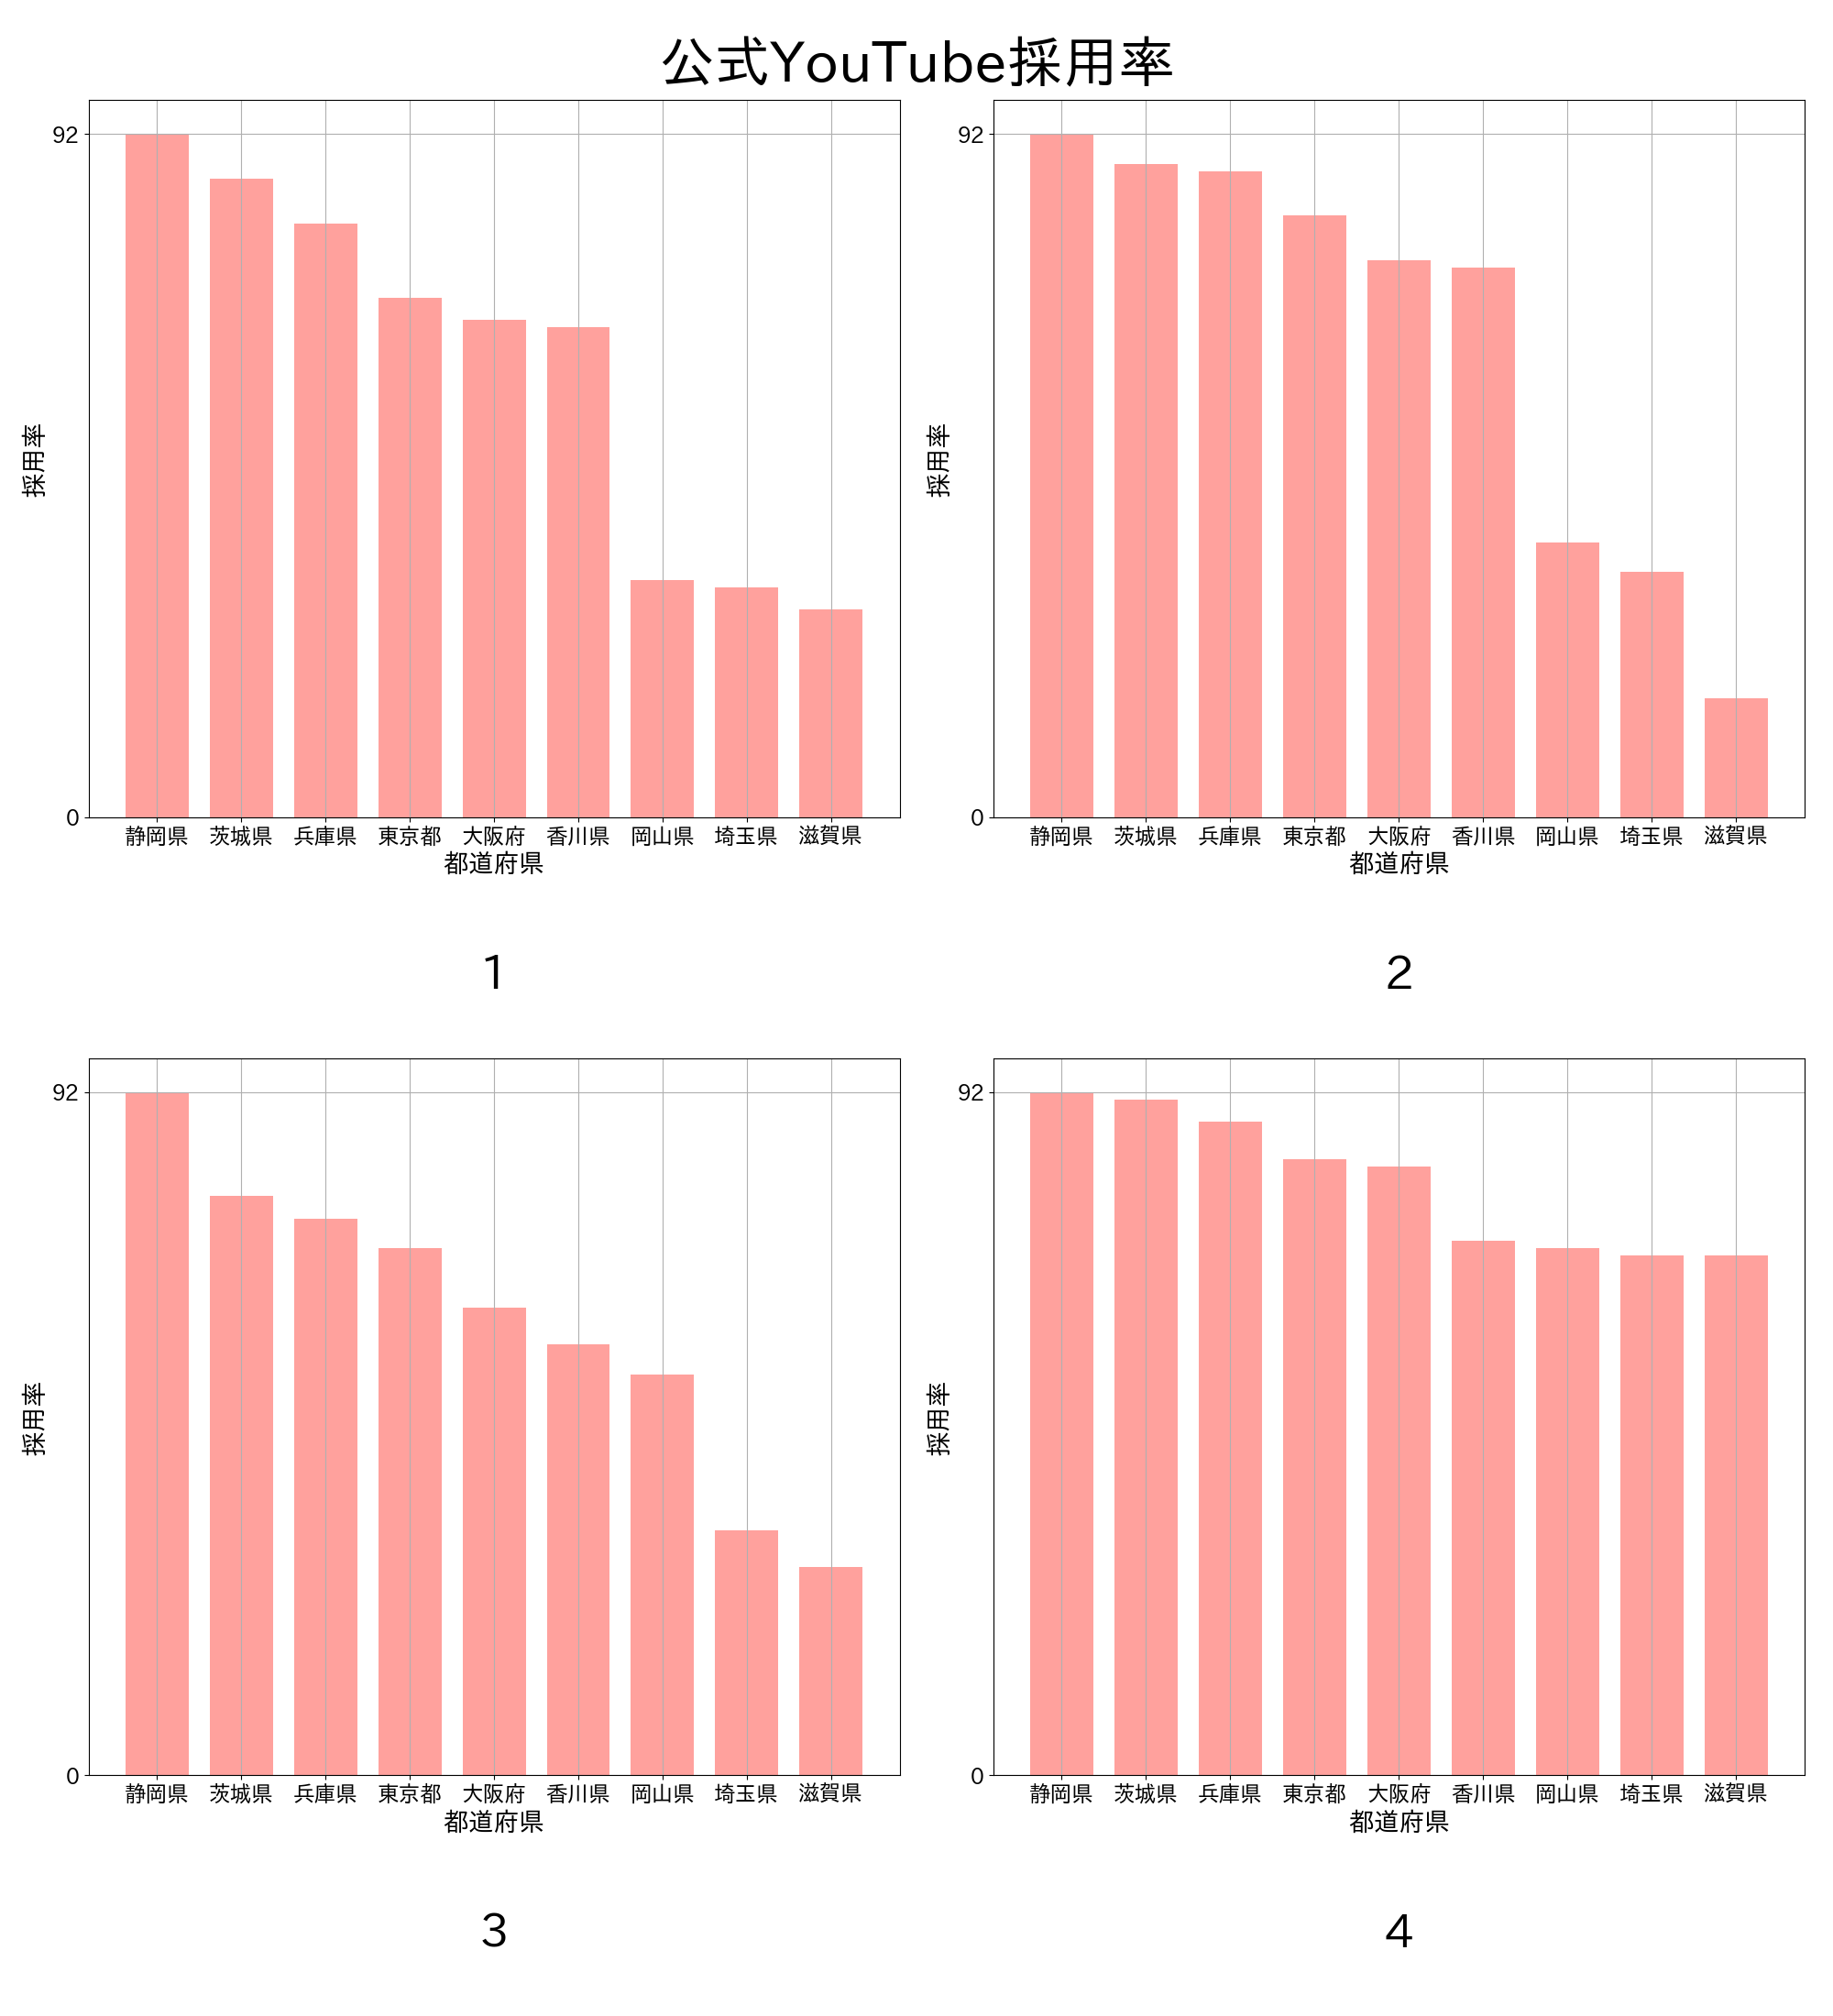 公式YouTube採用率
92
0
採用率
静岡県 茨城県 兵庫県 東京都 大阪府 香川県 岡山県 埼玉県 滋賀県
都道府県
1
92
0
採用率
静岡県 茨城県 兵庫県 東京都 大阪府 香川県 岡山県 埼玉県 滋賀県
都道府県
2
92
0
採用率
静岡県 茨城県 兵庫県 東京都 大阪府 香川県 岡山県 埼玉県 滋賀県
都道府県
3
92
0
採用率
静岡県 茨城県 兵庫県 東京都 大阪府 香川県 岡山県 埼玉県 滋賀県
都道府県
4